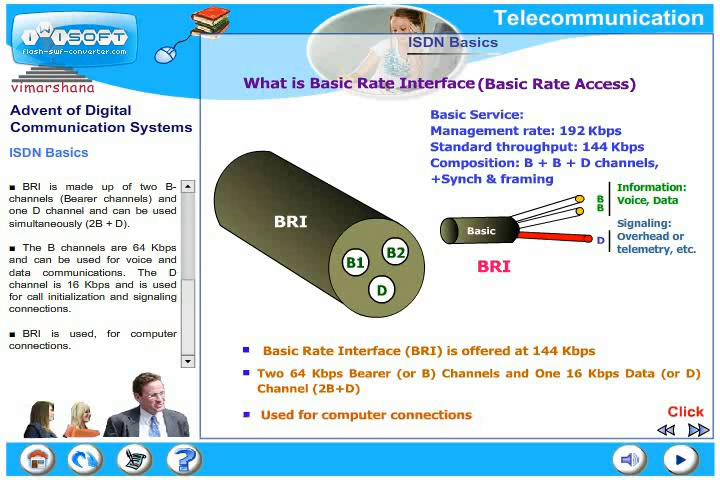 Telecommunication
iWiSOFT
flash-swf-converter.com
ISDN Basics
vimarshana
What is Basic Rate Interface (Basic Rate Access)
Advent of Digital
Communication Systems
ISDN Basics
■ BRI is made up of two B-
channels (Bearer channels) and
one D channel and can be used
simultaneously (2B + D).
■ The B channels are 64 Kbps
and can be used for voice and
data communications. The D
channel is 16 Kbps and is used
for call initialization and signaling
connections.
■ BRI is used, for computer
connections.
Basic Service:
Management rate: 192 Kbps
Standard throughput: 144 Kbps
Composition: B + B + D channels,
+Synch & framing
BRI
B1
B2
D
Basic
B
B
D
Information:
Voice, Data
Signaling:
Overhead or
telemetry, etc.
BRI
■ Basic Rate Interface (BRI) is offered at 144 Kbps
■ Two 64 Kbps Bearer (or B) Channels and One 16 Kbps Data (or D)
Channel (2B+D)
■ Used for computer connections
Click